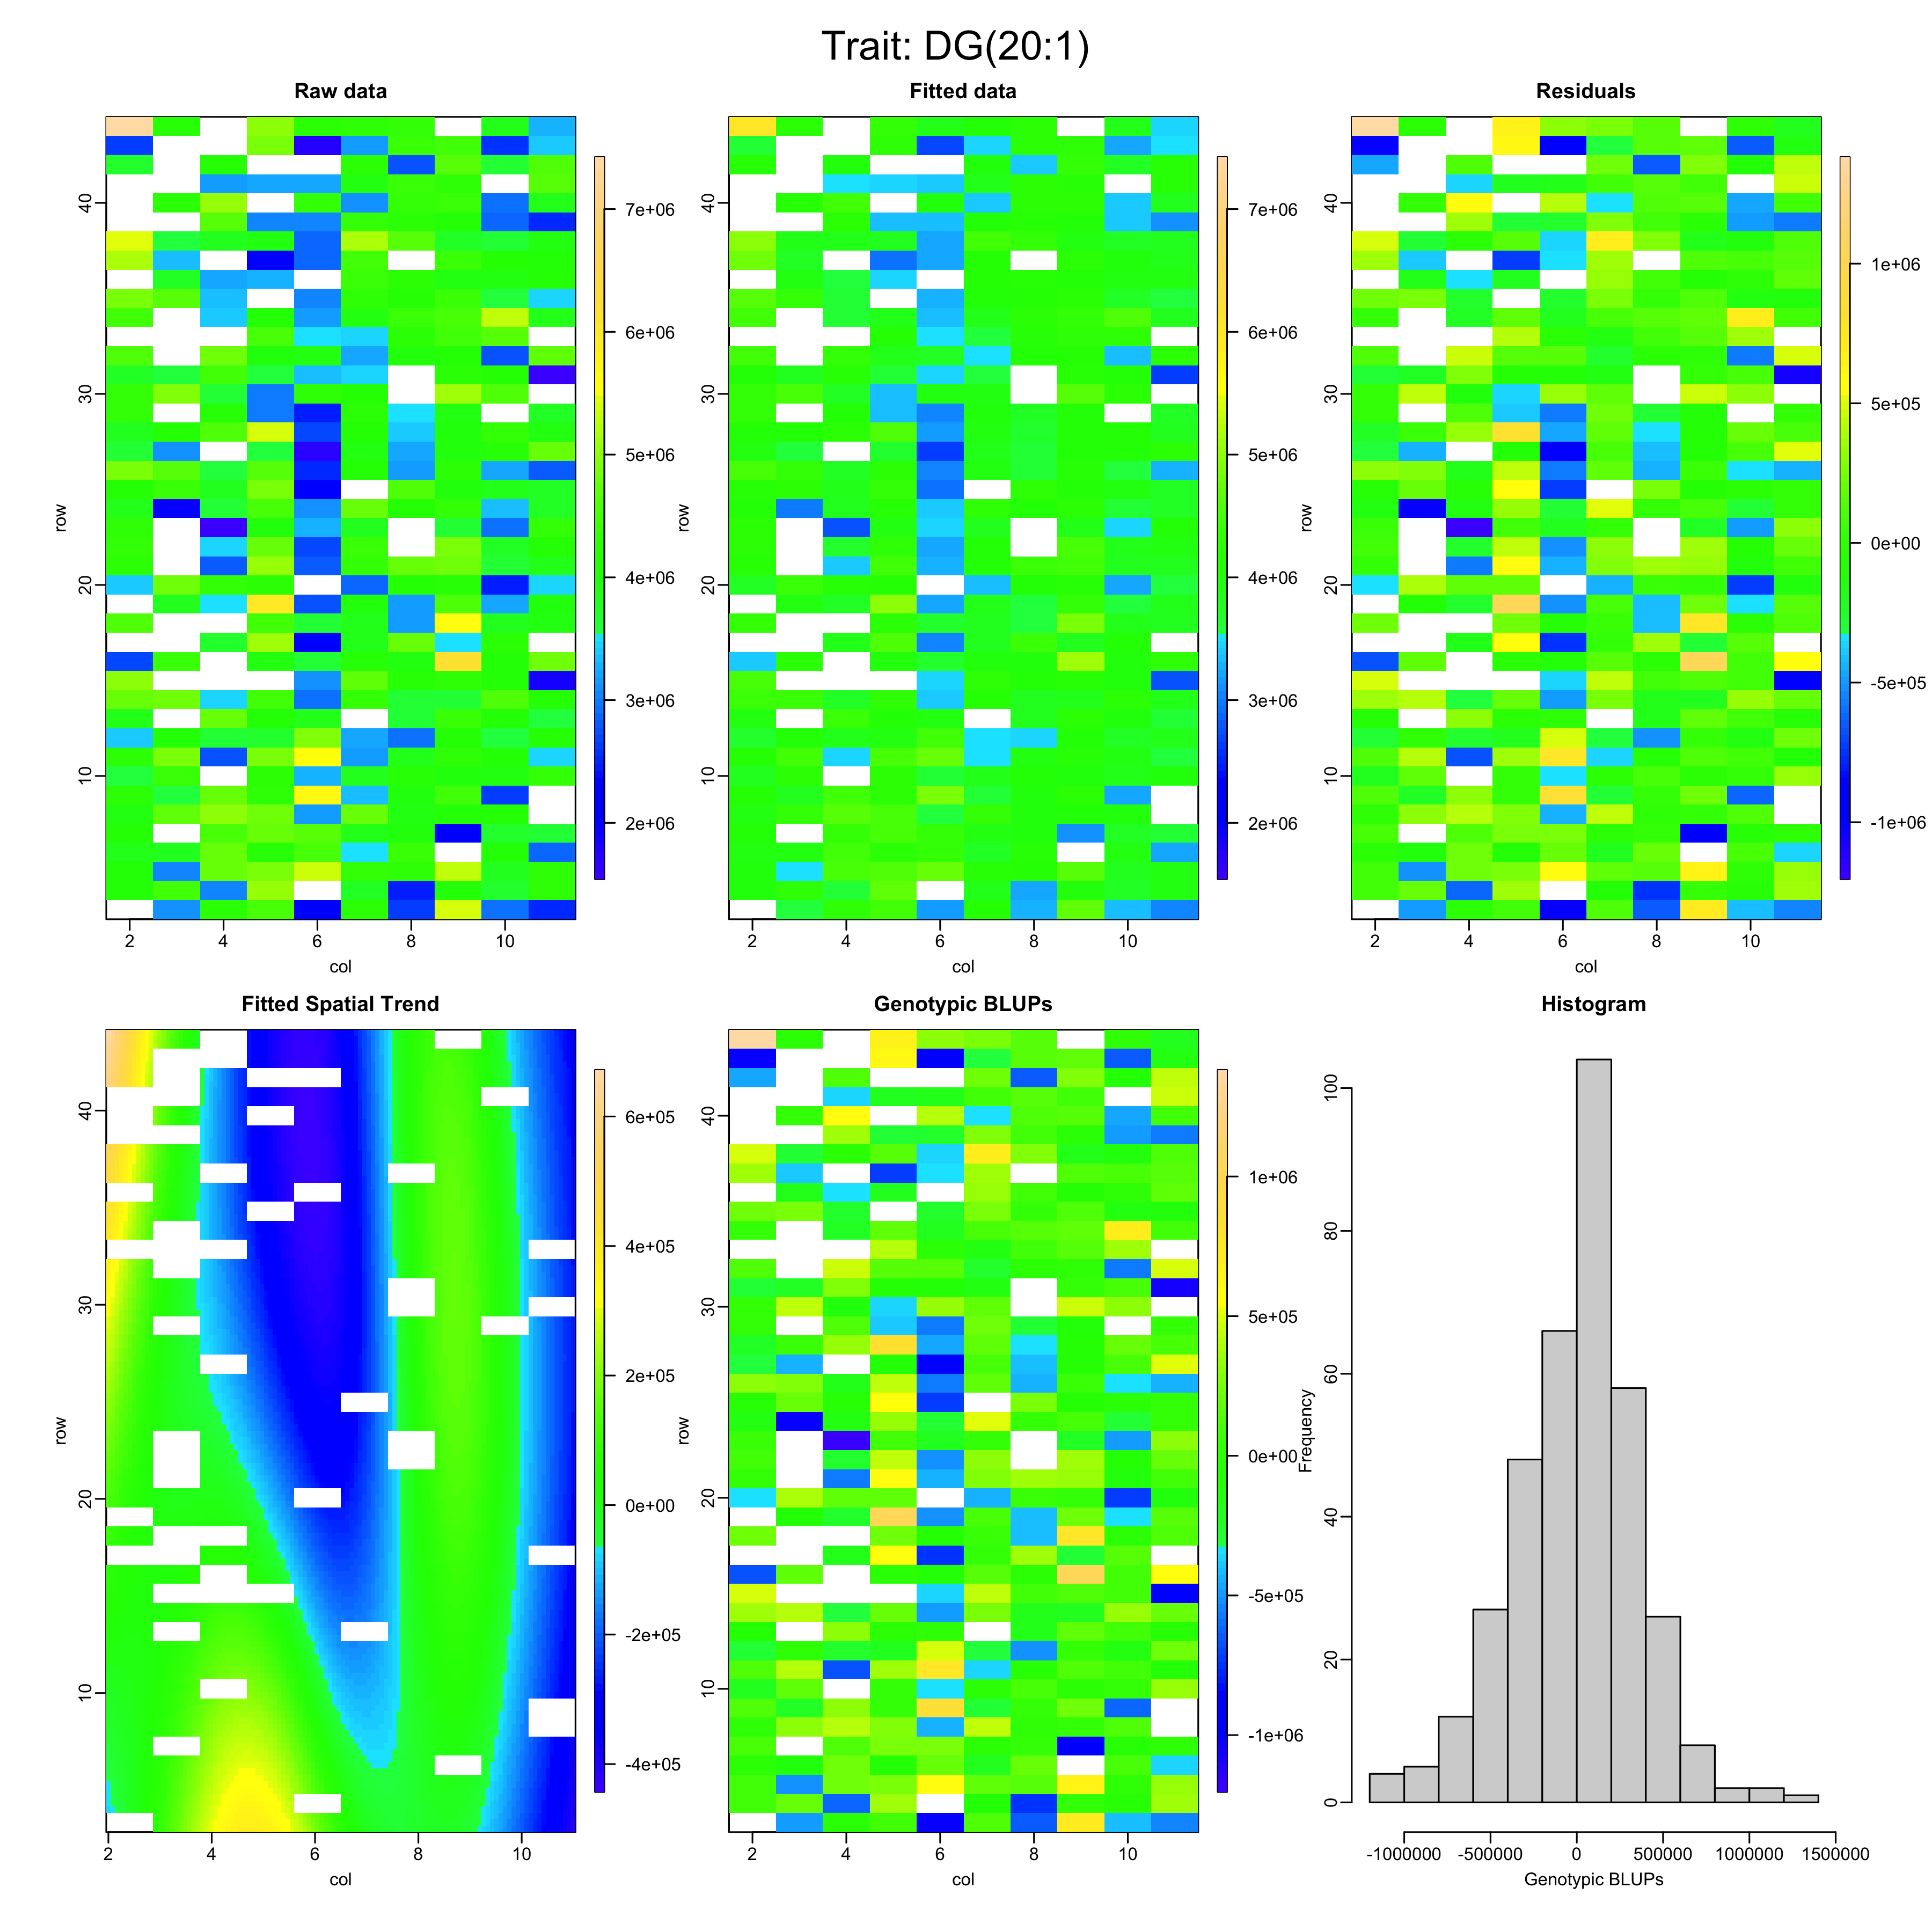 Trait: DG(20:1)
Raw data
Fitted data
Residuals
row
40
30
20
10
2 4 6 8 10
col
7e+06
6e+06
5e+06
4e+06
3e+06
2e+06
row
40
30
20
10
2 4 6 8 10
col
7e+06
6e+06
5e+06
4e+06
3e+06
2e+06
row
40
30
20
10
2 4 6 8 10
col
1e+06
5e+05
0e+00
-5e+05
-1e+06
Fitted Spatial Trend
Genotypic BLUPs
Histogram
row
40
30
20
10
2 4 6 8 10
col
6e+05
4e+05
2e+05
0e+00
-2e+05
-4e+05
row
40
30
20
10
2 4 6 8 10
col
1e+06
5e+05
0e+00
-5e+05
-1e+06
Frequency
100
80
60
40
20
0
-1000000 -500000 0 500000 1000000 1500000
Genotypic BLUPs